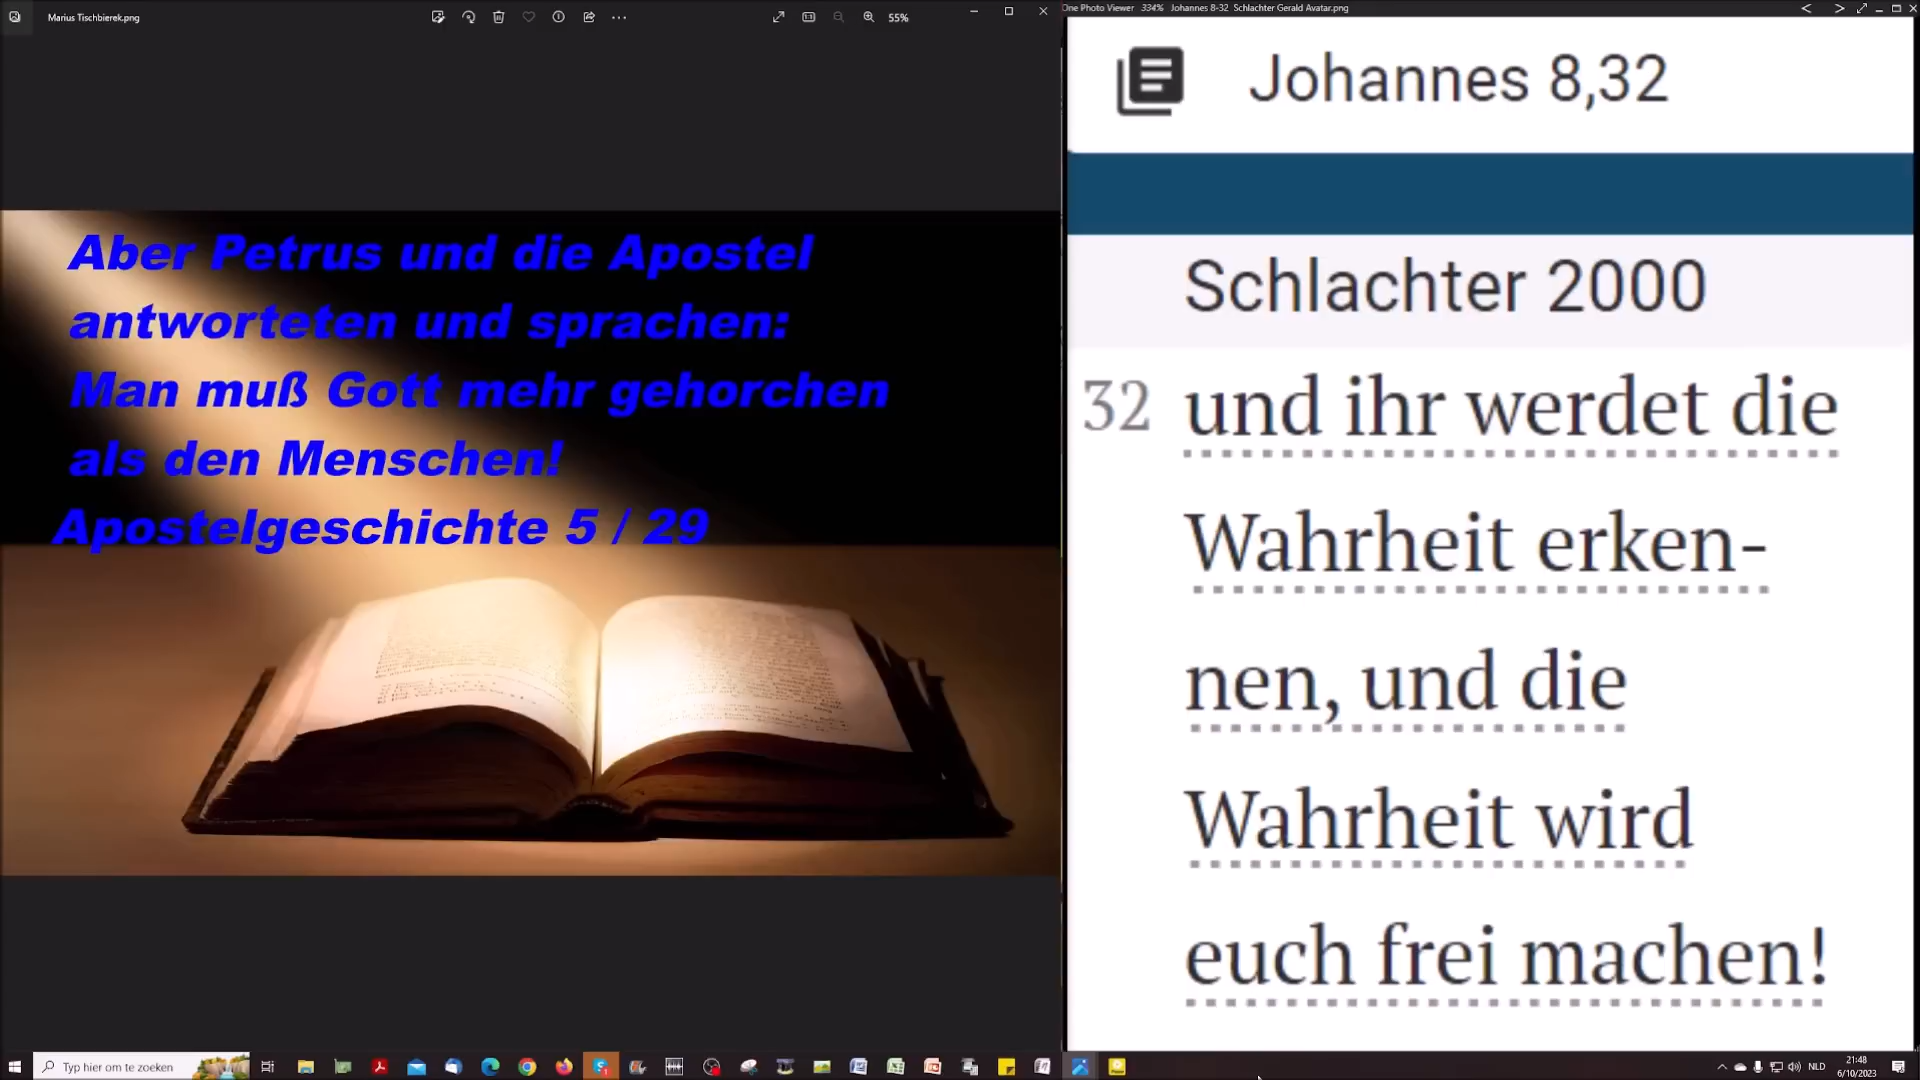 Marius Tischbierek.png
55%
Aber Petrus und die Apostel
antworteten und sprachen:
Man muß Gott mehr gehorchen
als den Menschen!
Apostelgeschichte 5 / 29
One Photo Viewer 334% Johannes 8-32 Schlachter Gerald Avatar.png
Johannes 8,32
Schlachter 2000
32 und ihr werdet die
Wahrheit erken-
nen, und die
Wahrheit wird
euch frei machen!
Typ hier om te zoeken
NLD
21:48
6/10/2023